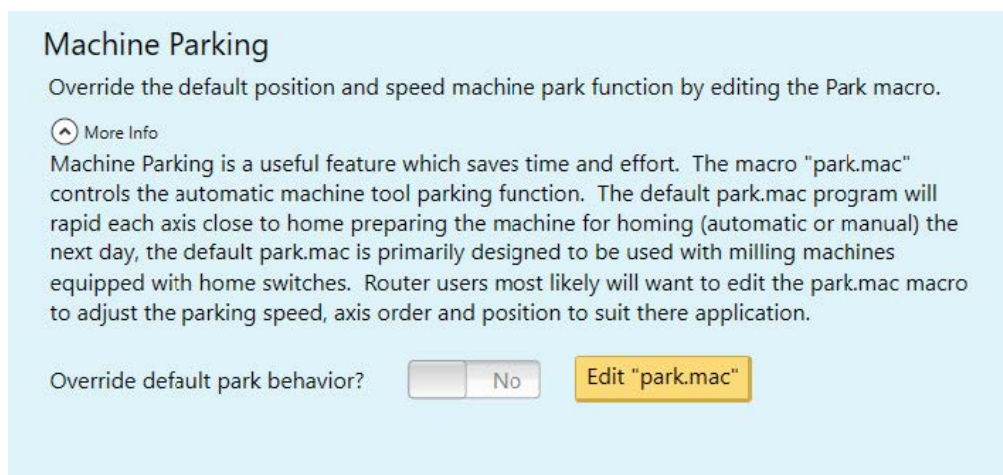 Machine Parking
Override the default position and speed machine park function by editing the Park macro.
More Info
Machine Parking is a useful feature which saves time and effort.  The macro "park.mac"
controls the automatic machine tool parking function.  The default park.mac program will
rapid each axis close to home preparing the machine for homing (automatic or manual) the
next day, the default park.mac is primarily designed to be used with milling machines
equipped with home switches.  Router users most likely will want to edit the park.mac macro
to adjust the parking speed, axis order and position to suit there application.
Override default park behavior? No Edit "park.mac"